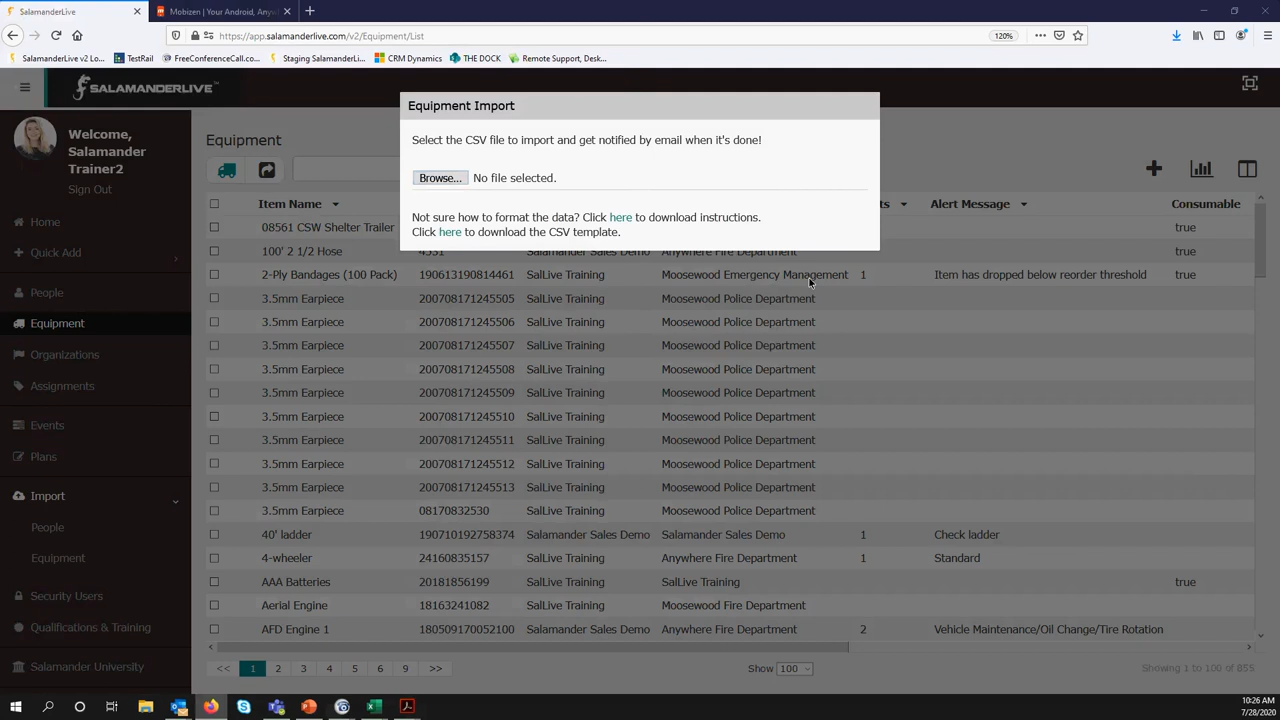 SalamanderLive
Mobizen | Your Android, Anyw
https://app.salamanderlive.com/v2/Equipment/List
120%
SalamanderLive v2 Lo...
TestRail
FreeConferenceCall.co...
Staging SalamanderLi...
CRM Dynamics
THE DOCK
Remote Support, Desk...
SALAMANDERLIVE™
Welcome,
Salamander
Trainer2
Sign Out
Home
Quick Add
People
Equipment
Organizations
Assignments
Events
Plans
Import
People
Equipment
Security Users
Qualifications & Training
Salamander University
Equipment
Equipment Import
Select the CSV file to import and get notified by email when it's done!
Browse... No file selected.
Not sure how to format the data? Click here to download instructions.
Click here to download the CSV template.
Item Name ts Alert Message Consumable
08561 CSW Shelter Trailer true
100' 2 1/2 Hose 4531 Salamander Sales Demo Anywhere Fire Department true
2-Ply Bandages (100 Pack) 190613190814461 SalLive Training Moosewood Emergency Management 1 Item has dropped below reorder threshold true
3.5mm Earpiece 200708171245505 SalLive Training Moosewood Police Department
3.5mm Earpiece 200708171245506 SalLive Training Moosewood Police Department
3.5mm Earpiece 200708171245507 SalLive Training Moosewood Police Department
3.5mm Earpiece 200708171245508 SalLive Training Moosewood Police Department
3.5mm Earpiece 200708171245509 SalLive Training Moosewood Police Department
3.5mm Earpiece 200708171245510 SalLive Training Moosewood Police Department
3.5mm Earpiece 200708171245511 SalLive Training Moosewood Police Department
3.5mm Earpiece 200708171245512 SalLive Training Moosewood Police Department
3.5mm Earpiece 200708171245513 SalLive Training Moosewood Police Department
3.5mm Earpiece 08170832530 SalLive Training Moosewood Police Department
40' ladder 190710192758374 Salamander Sales Demo Salamander Sales Demo 1 Check ladder
4-wheeler 24160835157 SalLive Training Anywhere Fire Department 1 Standard
AAA Batteries 20181856199 SalLive Training SalLive Training true
Aerial Engine 18163241082 SalLive Training Moosewood Fire Department
AFD Engine 1 180509170052100 Salamander Sales Demo Anywhere Fire Department 2 Vehicle Maintenance/Oil Change/Tire Rotation
<< 1 2 3 4 5 6 9 >> Show 100 Showing 1 to 100 of 855
10:26 AM
7/28/2020